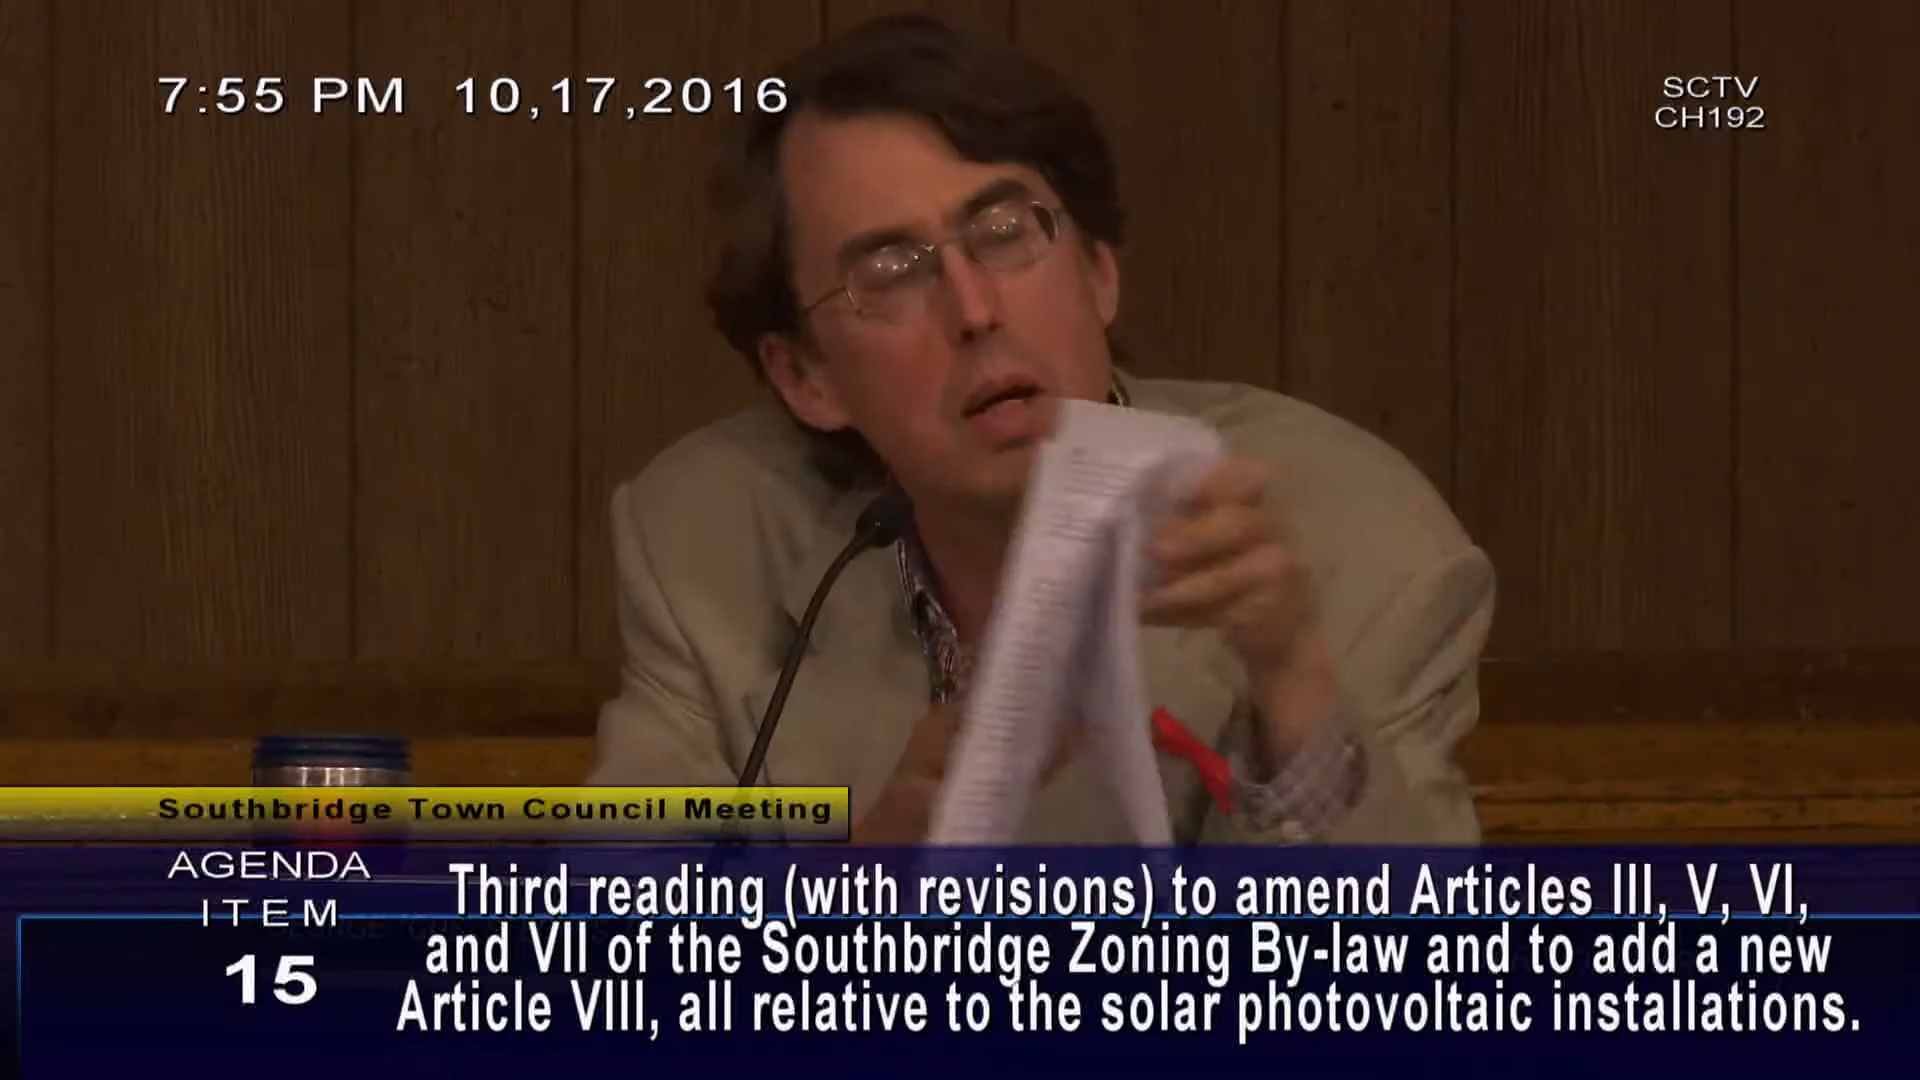 7:55 PM 10,17,2016
SCTV
CH192
Southbridge Town Council Meeting
AGENDA
ITEM
15
Third reading (with revisions) to amend Articles III, V, VI,
and VII of the Southbridge Zoning By-law and to add a new
Article VIII, all relative to the solar photovoltaic installations.